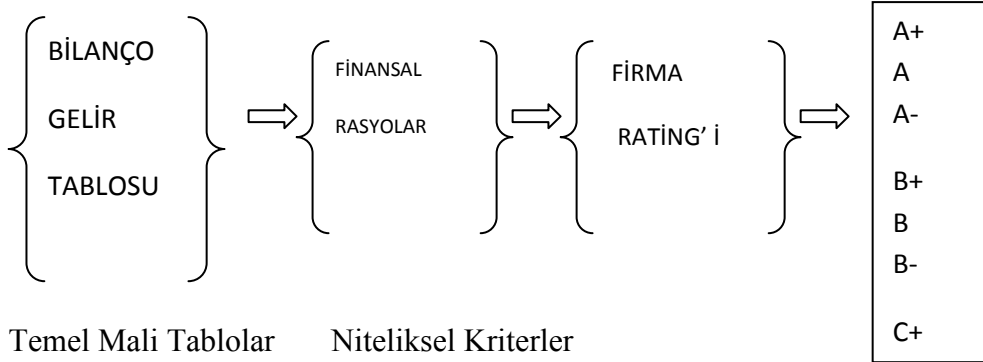 BİLANÇO
GELİR
TABLOSU
FİNANSAL
RASYOLAR
FİRMA
RATİNG' İ
A+
A
A-
B+
B
B-
C+
Temel Mali Tablolar
Niteliksel Kriterler